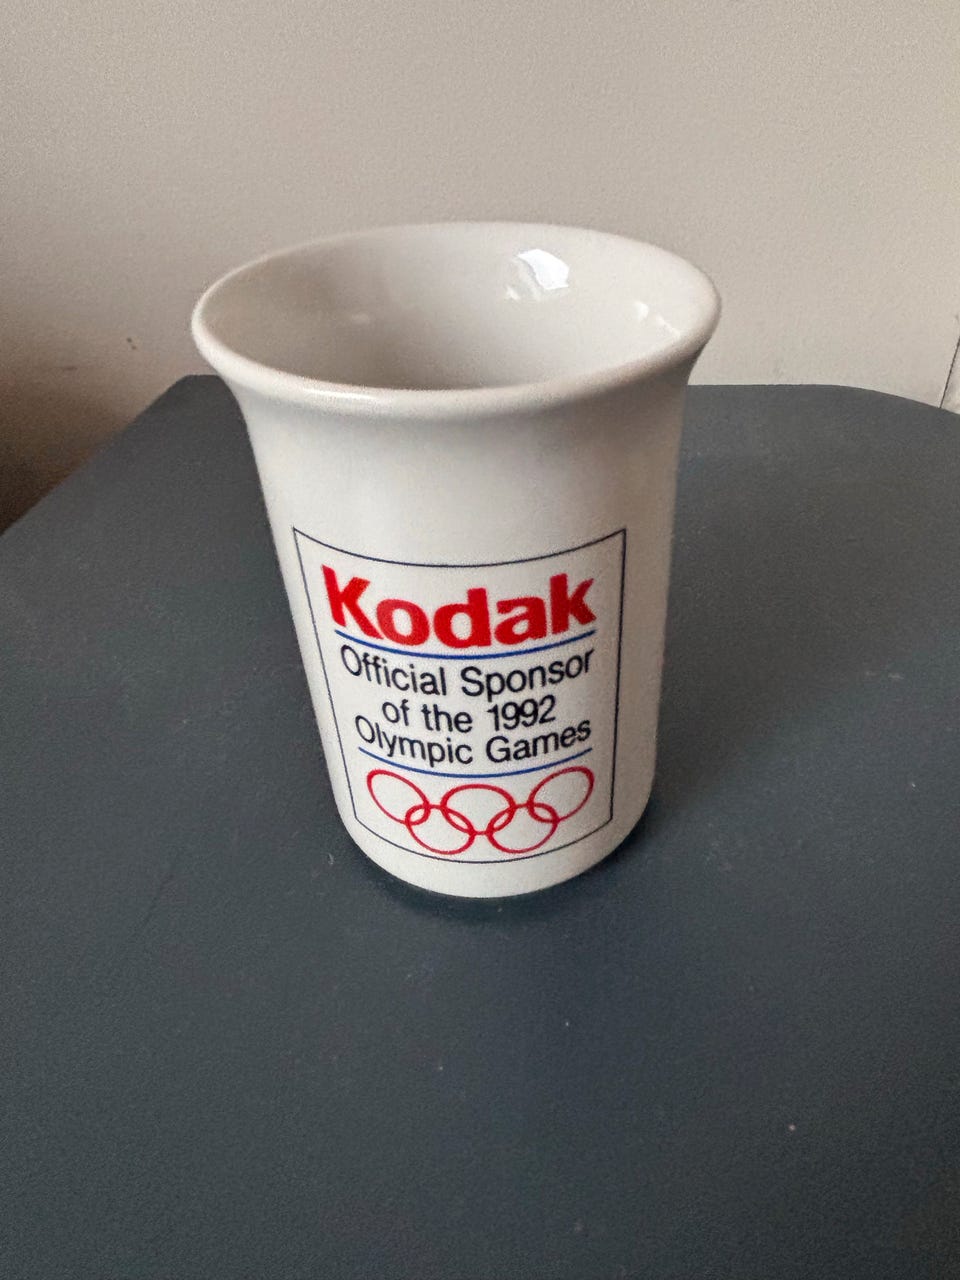 Kodak
Official Sponsor
of the 1992
Olympic Games